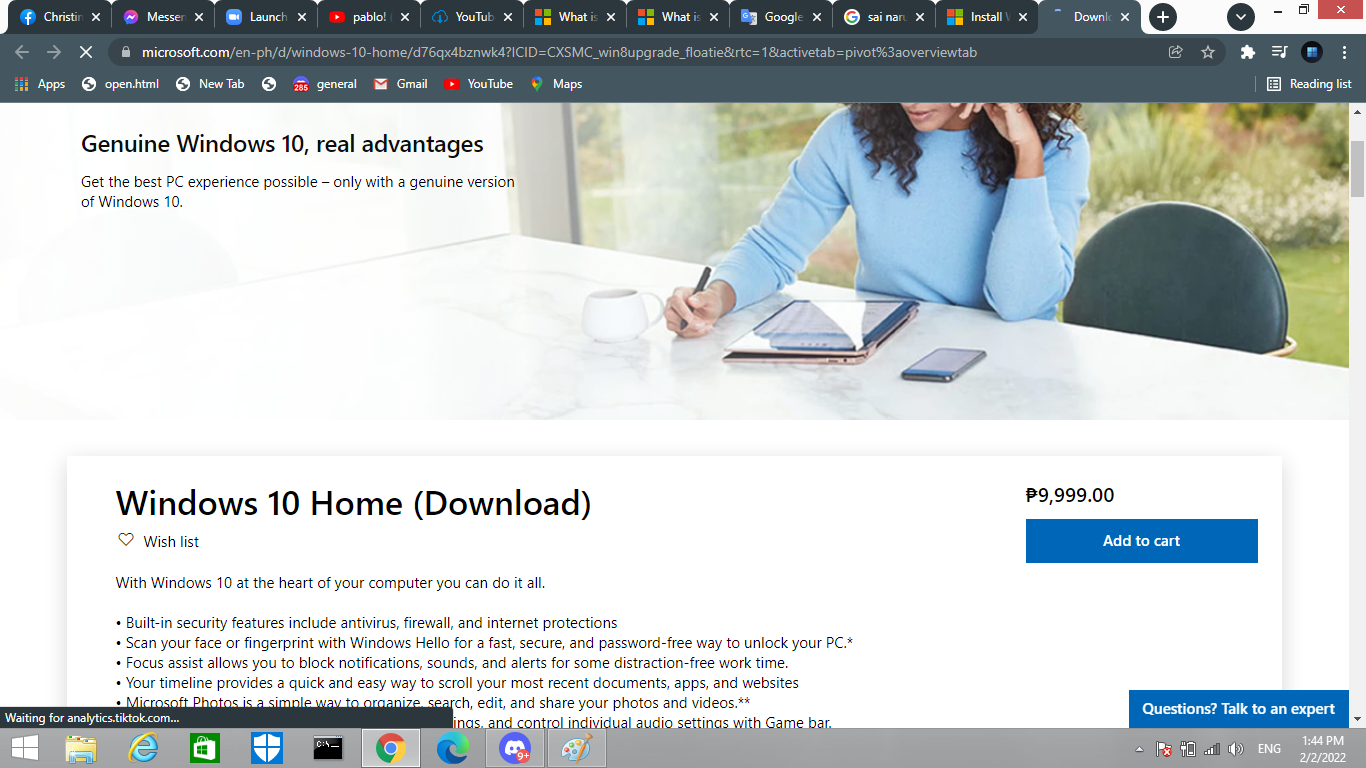 Christin
Messen
Launch
pablo!
YouTub
What is
What is
Google
sai naru
Install
Downlo
microsoft.com/en-ph/d/windows-10-home/d76qx4bznwk4?ICID=CXSMC_win8upgrade_floatie&rtc=1&activetab=pivot%3aoverviewtab
Apps open.html New Tab 285 general Gmail YouTube Maps Reading list
Genuine Windows 10, real advantages
Get the best PC experience possible – only with a genuine version
of Windows 10.
Windows 10 Home (Download)
₱9,999.00
Wish list
Add to cart
With Windows 10 at the heart of your computer you can do it all.
• Built-in security features include antivirus, firewall, and internet protections
• Scan your face or fingerprint with Windows Hello for a fast, secure, and password-free way to unlock your PC.*
• Focus assist allows you to block notifications, sounds, and alerts for some distraction-free work time.
• Your timeline provides a quick and easy way to scroll your most recent documents, apps, and websites
• Microsoft Photos is a simple way to organize, search, edit, and share your photos and videos.**
ings, and control individual audio settings with Game bar.
Questions? Talk to an expert
Waiting for analytics.tiktok.com...
C:\
9+
ENG
1:44 PM
2/2/2022